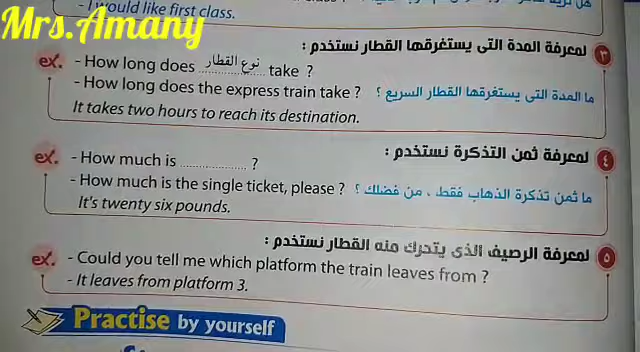 - I would like first class.
Mrs.Amany
٣ لمعرفة المدة التى يستغرقها القطار نستخدم :
ex. - How long does نوع القطار take ?
- How long does the express train take ? ما المدة التى يستغرقها القطار السريع ؟
It takes two hours to reach its destination.
٤ لمعرفة ثمن التذكرة نستخدم :
ex. - How much is .................... ?
- How much is the single ticket, please ? ما ثمن تذكرة الذهاب فقط ، من فضلك ؟
It's twenty six pounds.
٥ لمعرفة الرصيف الذى يتحرك منه القطار نستخدم :
ex. - Could you tell me which platform the train leaves from ?
- It leaves from platform 3.
Practise by yourself